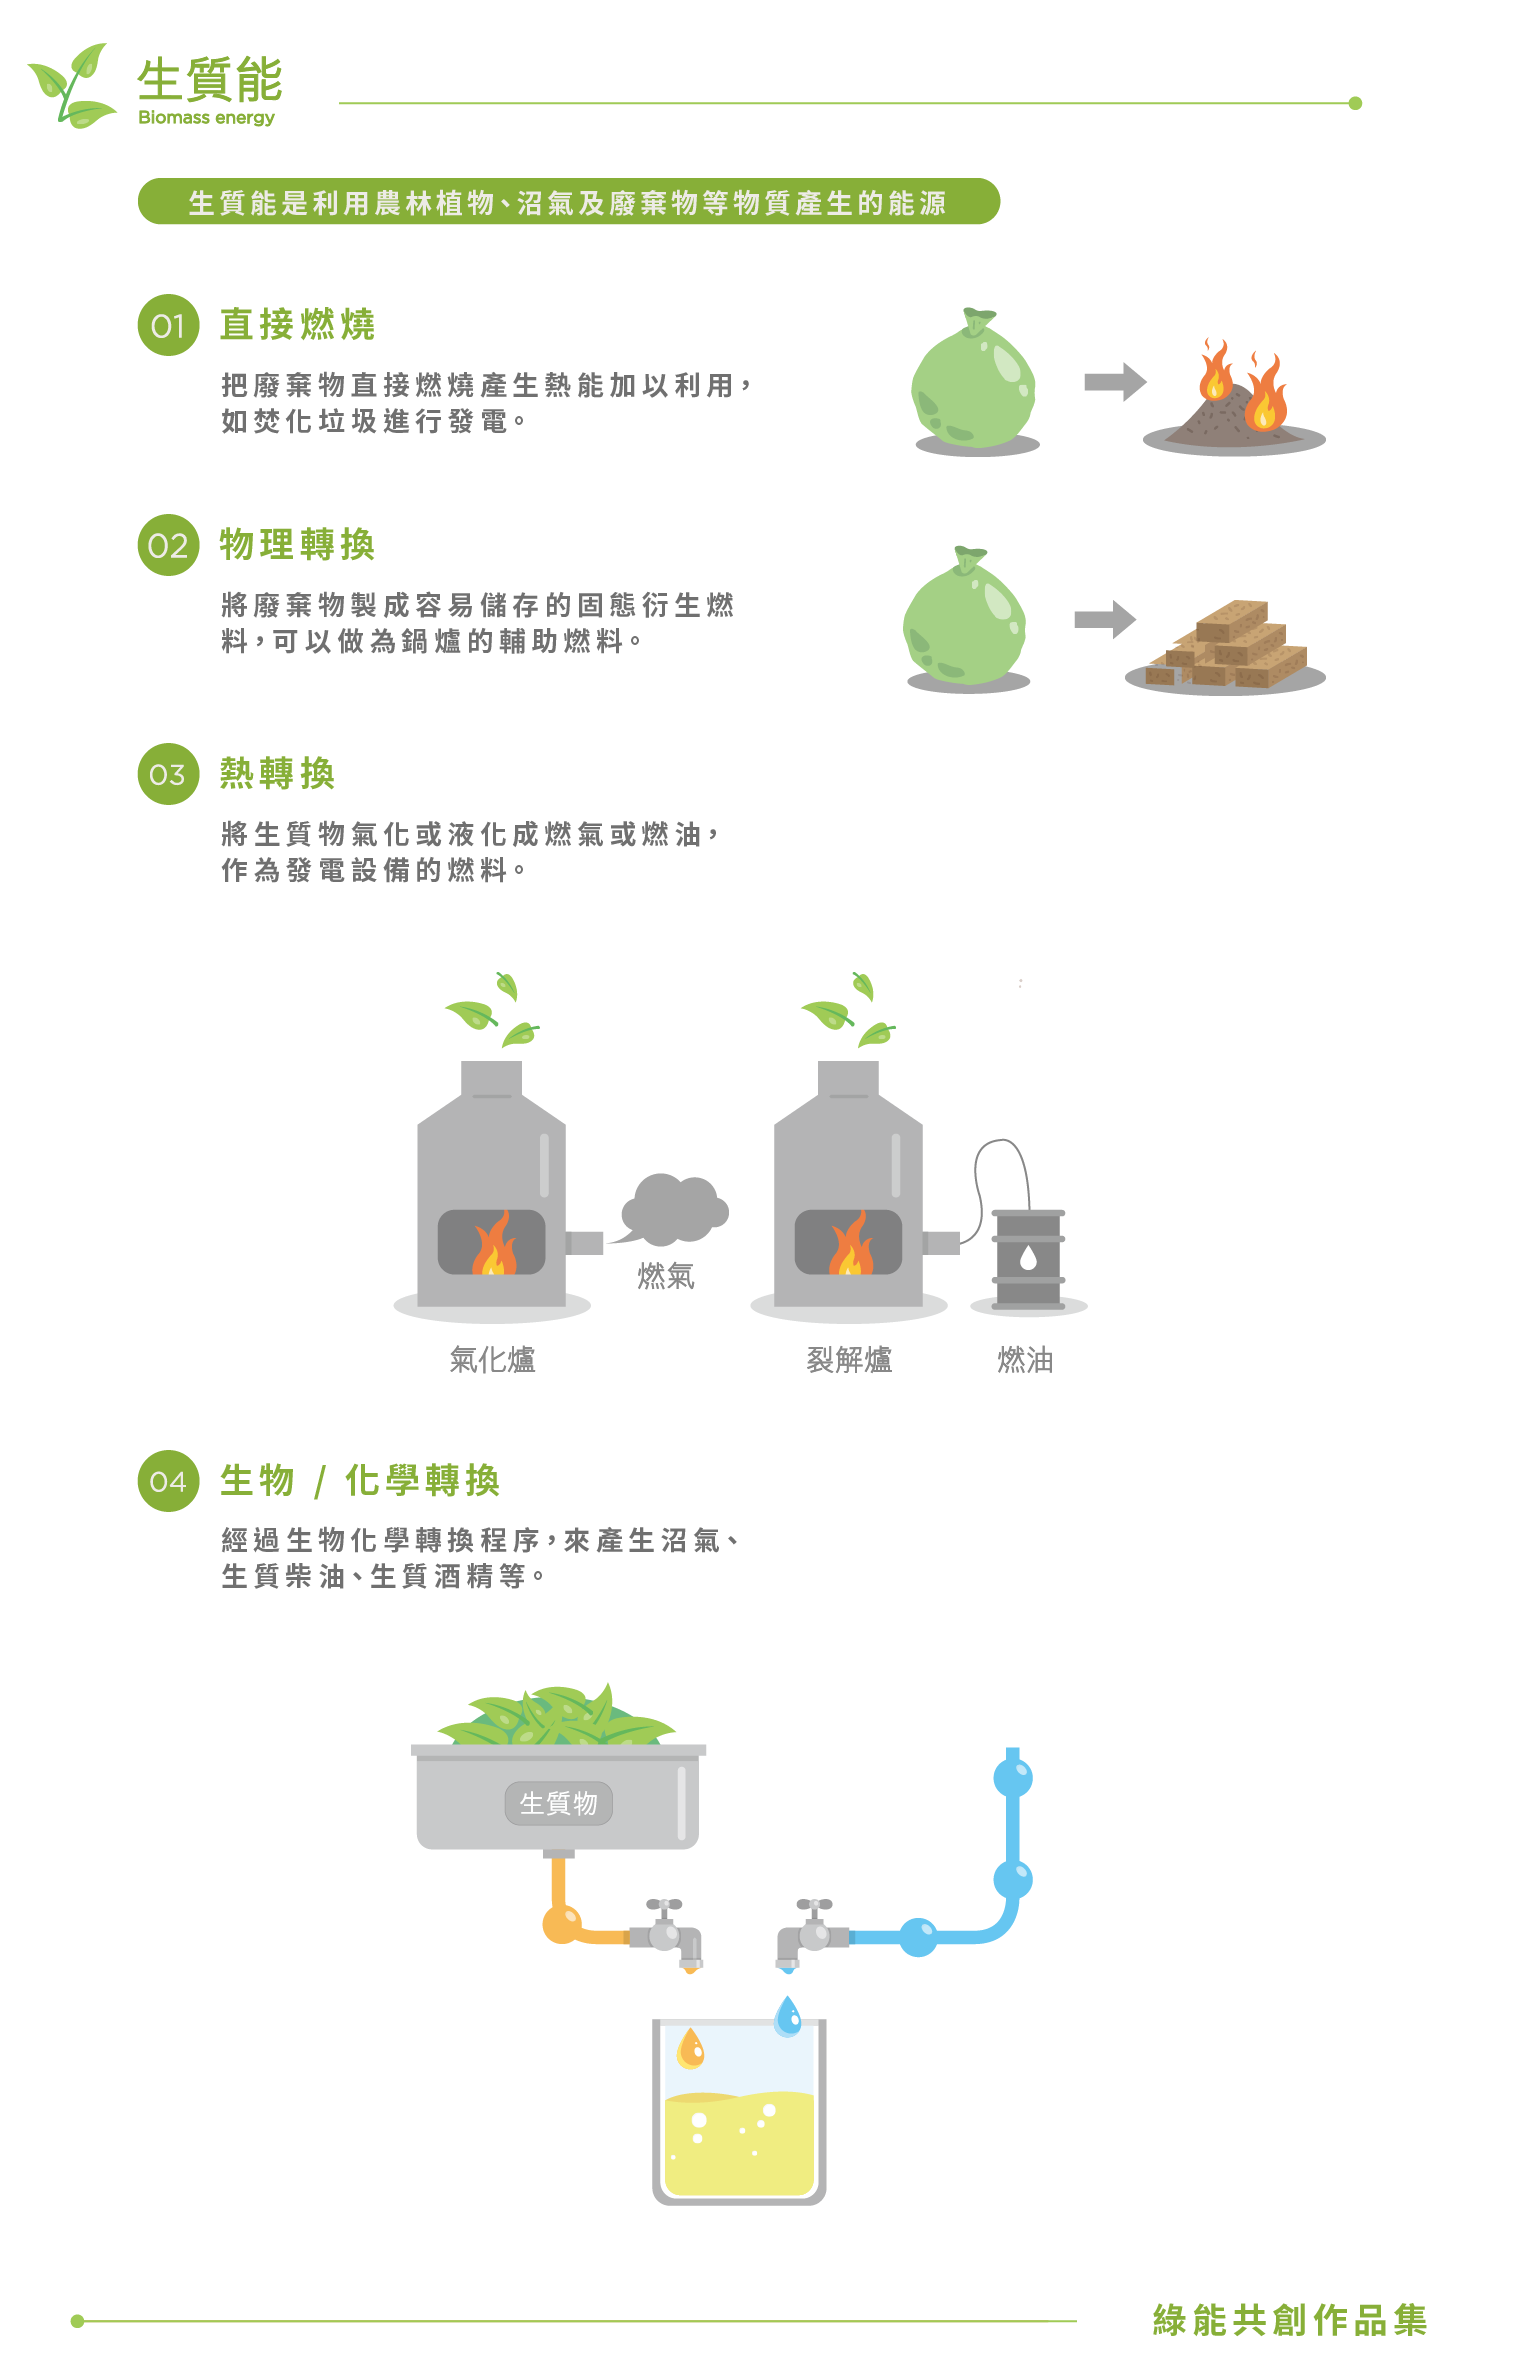 生質能
Biomass energy
生質能是利用農林植物、沼氣及廢棄物等物質產生的能源
01 直接燃燒
把廢棄物直接燃燒產生熱能加以利用，
如焚化垃圾進行發電。
02 物理轉換
將廢棄物製成容易儲存的固態衍生燃
料，可以做為鍋爐的輔助燃料。
03 熱轉換
將生質物氣化或液化成燃氣或燃油，
作為發電設備的燃料。
燃氣
氣化爐
裂解爐
燃油
04 生物 / 化學轉換
經過生物化學轉換程序，來產生沼氣、
生質柴油、生質酒精等。
生質物
綠能共創作品集